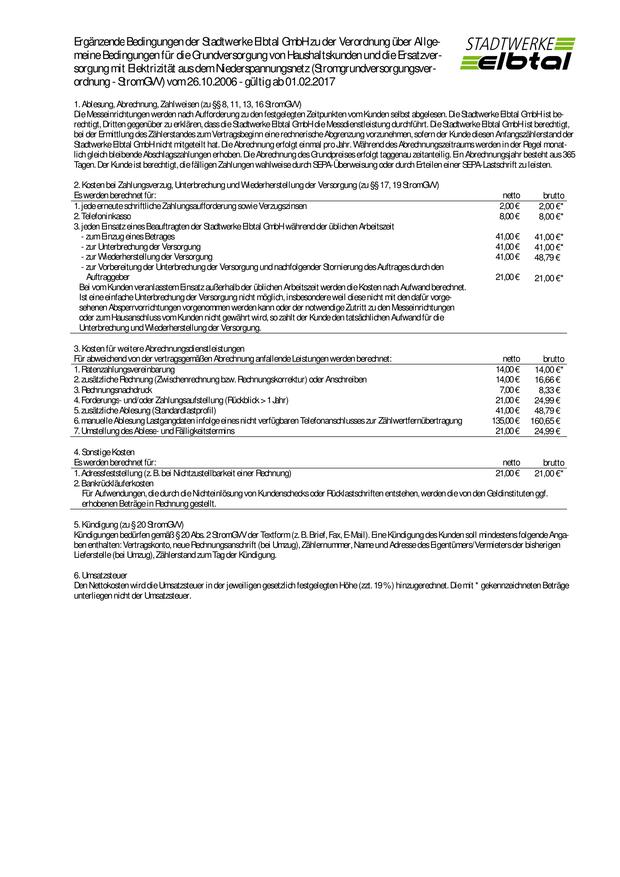 Ergänzende Bedingungen der Stadtwerke Elbtal GmbH zu der Verordnung über Allge-
meine Bedingungen für die Grundversorgung von Haushaltskunden und die Ersatzver-
sorgung mit Elektrizität aus dem Niederspannungsnetz (Stromgrundversorgungsver-
ordnung - StromGVV) vom 26.10.2006 - gültig ab 01.02.2017
STADTWERKE
elbtal
1. Ablesung, Abrechnung, Zahlweisen (zu §§ 8, 11, 13, 16 StromGVV)
Die Messeinrichtungen werden nach Aufforderung zu den festgelegten Zeitpunkten vom Kunden selbst abgelesen. Die Stadtwerke Elbtal GmbH ist be-
rechtigt, Dritten gegenüber zu erklären, dass die Stadtwerke Elbtal GmbH die Messdienstleistung durchführt. Die Stadtwerke Elbtal GmbH ist berechtigt,
bei der Ermittlung des Zählerstandes zum Vertragsbeginn eine rechnerische Abgrenzung vorzunehmen, sofern der Kunde diesen Anfangszählerstand der
Stadtwerke Elbtal GmbH nicht mitgeteilt hat. Die Abrechnung erfolgt einmal pro Jahr. Während des Abrechnungszeitraums werden in der Regel monat-
lich gleich bleibende Abschlagszahlungen erhoben. Die Abrechnung des Grundpreises erfolgt taggenau zeitanteilig. Ein Abrechnungsjahr besteht aus 365
Tagen. Der Kunde ist berechtigt, die fälligen Zahlungen wahlweise durch SEPA-Überweisung oder durch Erteilen einer SEPA-Lastschrift zu leisten.
2. Kosten bei Zahlungsverzug, Unterbrechung und Wiederherstellung der Versorgung (zu §§ 17, 19 StromGVV)
Es werden berechnet für: netto brutto
1. jede erneute schriftliche Zahlungsaufforderung sowie Verzugszinsen 2,00 € 2,00 €*
2. Telefoninkasso 8,00 € 8,00 €*
3. jeden Einsatz eines Beauftragten der Stadtwerke Elbtal GmbH während der üblichen Arbeitszeit
- zum Einzug eines Betrages 41,00 € 41,00 €*
- zur Unterbrechung der Versorgung 41,00 € 41,00 €*
- zur Wiederherstellung der Versorgung 41,00 € 48,79 €
- zur Vorbereitung der Unterbrechung der Versorgung und nachfolgender Stornierung des Auftrages durch den
Auftraggeber 21,00 € 21,00 €*
Bei vom Kunden veranlasstem Einsatz außerhalb der üblichen Arbeitszeit werden die Kosten nach Aufwand berechnet.
Ist eine einfache Unterbrechung der Versorgung nicht möglich, insbesondere weil diese nicht mit den dafür vorge-
sehenen Absperrvorrichtungen vorgenommen werden kann oder der notwendige Zutritt zu den Messeinrichtungen
oder zum Hausanschluss vom Kunden nicht gewährt wird, so zahlt der Kunde den tatsächlichen Aufwand für die
Unterbrechung und Wiederherstellung der Versorgung.
3. Kosten für weitere Abrechnungsdienstleistungen
Für abweichend von der vertragsgemäßen Abrechnung anfallende Leistungen werden berechnet: netto brutto
1. Ratenzahlungsvereinbarung 14,00 € 14,00 €*
2. zusätzliche Rechnung (Zwischenrechnung bzw. Rechnungskorrektur) oder Anschreiben 14,00 € 16,66 €
3. Rechnungsnachdruck 7,00 € 8,33 €
4. Forderungs- und/oder Zahlungsaufstellung (Rückblick > 1 Jahr) 21,00 € 24,99 €
5. zusätzliche Ablesung (Standardlastprofil) 41,00 € 48,79 €
6. manuelle Ablesung Lastgangdaten infolge eines nicht verfügbaren Telefonanschlusses zur Zählwertfernübertragung 135,00 € 160,65 €
7. Umstellung des Ablese- und Fälligkeitstermins 21,00 € 24,99 €
4. Sonstige Kosten
Es werden berechnet für: netto brutto
1. Adressfeststellung (z. B. bei Nichtzustellbarkeit einer Rechnung) 21,00 € 21,00 €*
2. Bankrückläuferkosten
Für Aufwendungen, die durch die Nichteinlösung von Kundenschecks oder Rücklastschriften entstehen, werden die von den Geldinstituten ggf.
erhobenen Beträge in Rechnung gestellt.
5. Kündigung (zu § 20 StromGVV)
Kündigungen bedürfen gemäß § 20 Abs. 2 StromGVV der Textform (z. B. Brief, Fax, E-Mail). Eine Kündigung des Kunden soll mindestens folgende Anga-
ben enthalten: Vertragskonto, neue Rechnungsanschrift (bei Umzug), Zählernummer, Name und Adresse des Eigentümers/Vermieters der bisherigen
Lieferstelle (bei Umzug), Zählerstand zum Tag der Kündigung.
6. Umsatzsteuer
Den Nettokosten wird die Umsatzsteuer in der jeweiligen gesetzlich festgelegten Höhe (zzt. 19 %) hinzugerechnet. Die mit * gekennzeichneten Beträge
unterliegen nicht der Umsatzsteuer.